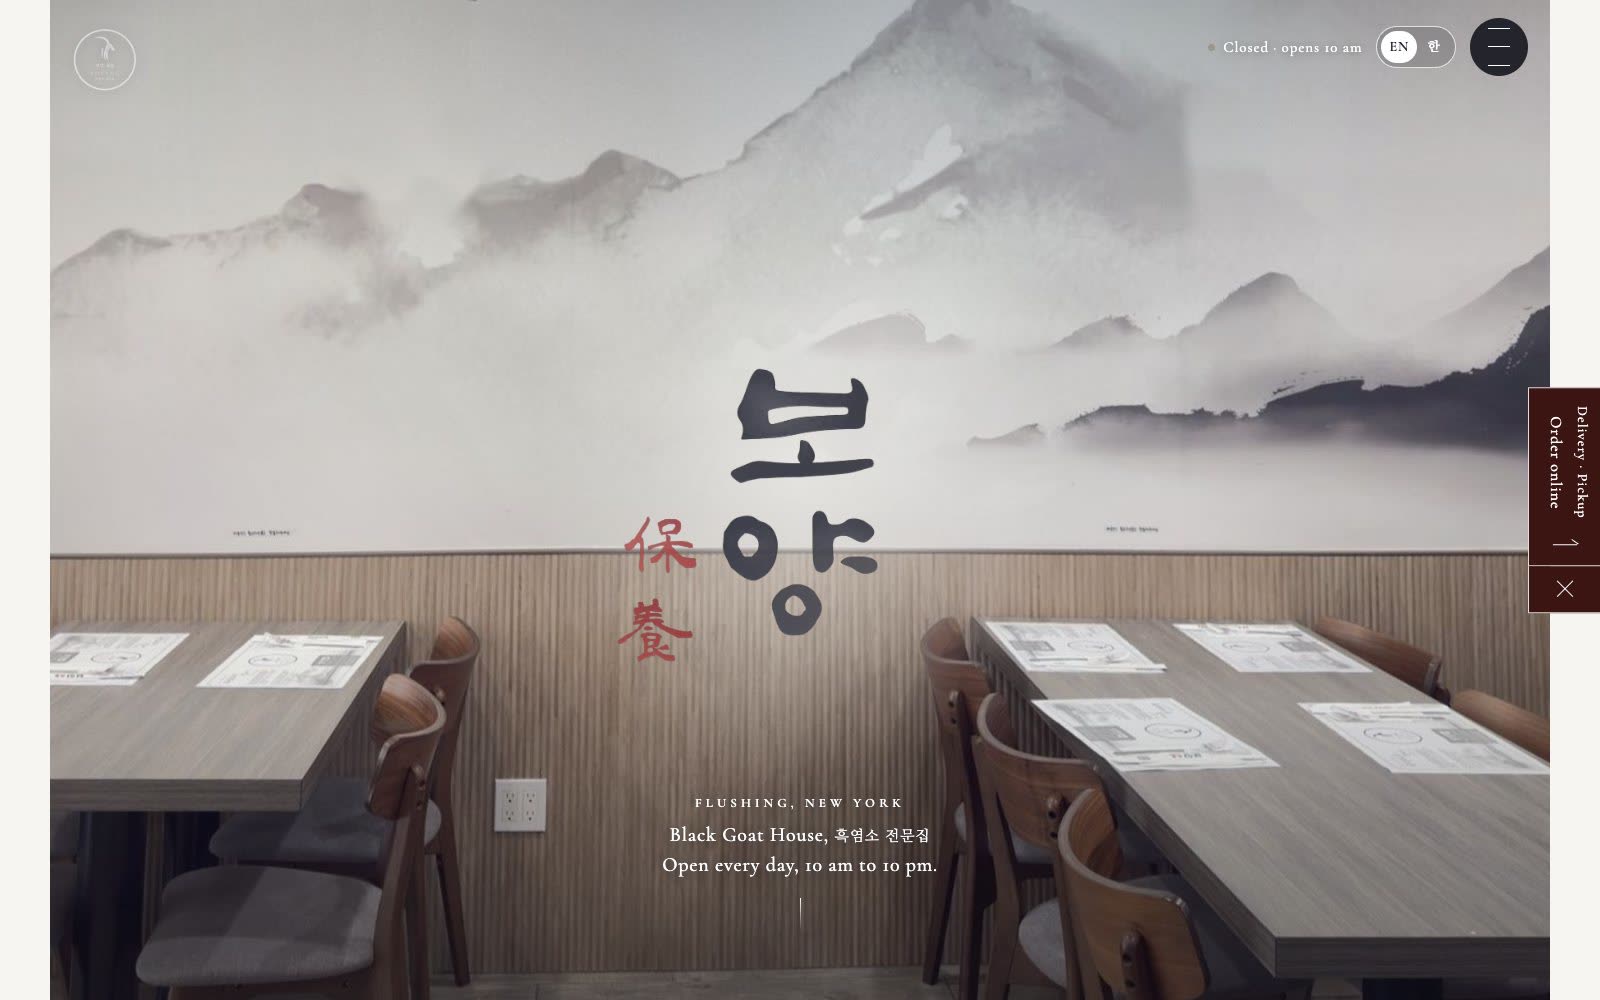 Closed · opens 10 am
EN 한
보양
保養
Delivery · Pickup
Order online
FLUSHING, NEW YORK
Black Goat House, 흑염소 전문집
Open every day, 10 am to 10 pm.